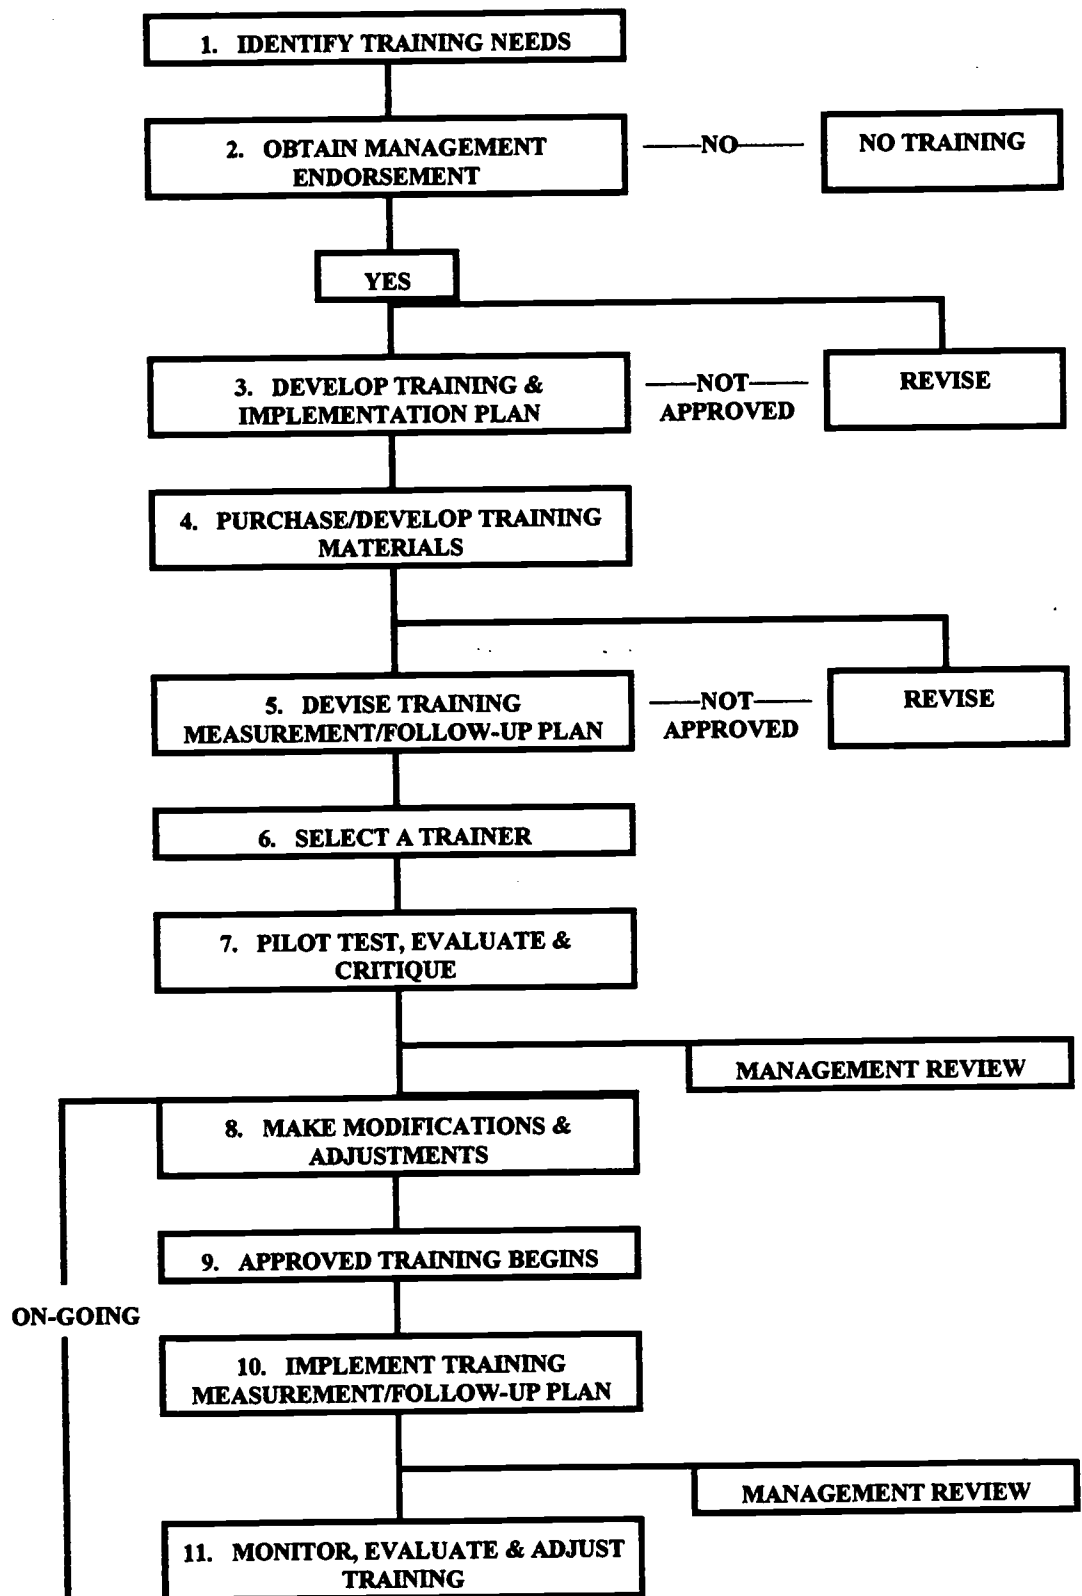 1. IDENTIFY TRAINING NEEDS
2. OBTAIN MANAGEMENT
ENDORSEMENT
NO
NO TRAINING
YES
3. DEVELOP TRAINING &
IMPLEMENTATION PLAN
NOT
APPROVED
REVISE
4. PURCHASE/DEVELOP TRAINING
MATERIALS
5. DEVISE TRAINING
MEASUREMENT/FOLLOW-UP PLAN
NOT
APPROVED
REVISE
6. SELECT A TRAINER
7. PILOT TEST, EVALUATE &
CRITIQUE
MANAGEMENT REVIEW
8. MAKE MODIFICATIONS &
ADJUSTMENTS
9. APPROVED TRAINING BEGINS
ON-GOING
10. IMPLEMENT TRAINING
MEASUREMENT/FOLLOW-UP PLAN
MANAGEMENT REVIEW
11. MONITOR, EVALUATE & ADJUST
TRAINING